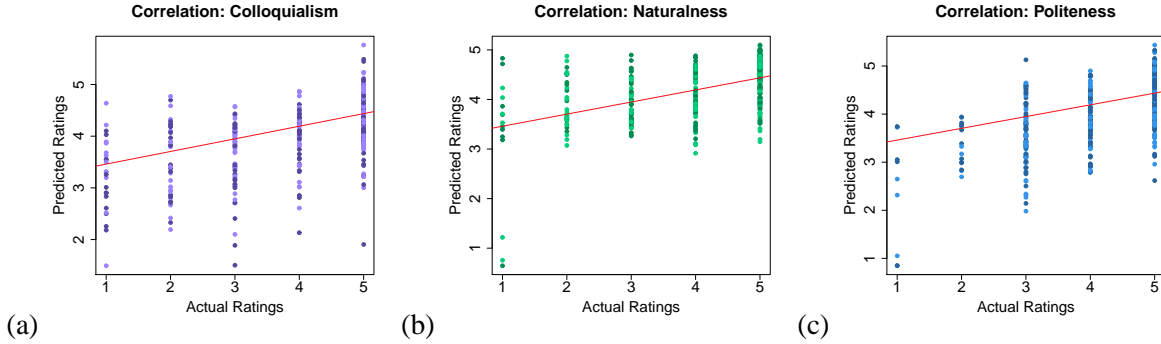 Correlation: Colloquialism
Predicted Ratings
5
4
3
2
1 2 3 4 5
Actual Ratings
(a)
Correlation: Naturalness
Predicted Ratings
5
4
3
2
1
1 2 3 4 5
Actual Ratings
(b)
Correlation: Politeness
Predicted Ratings
5
4
3
2
1
1 2 3 4 5
Actual Ratings
(c)